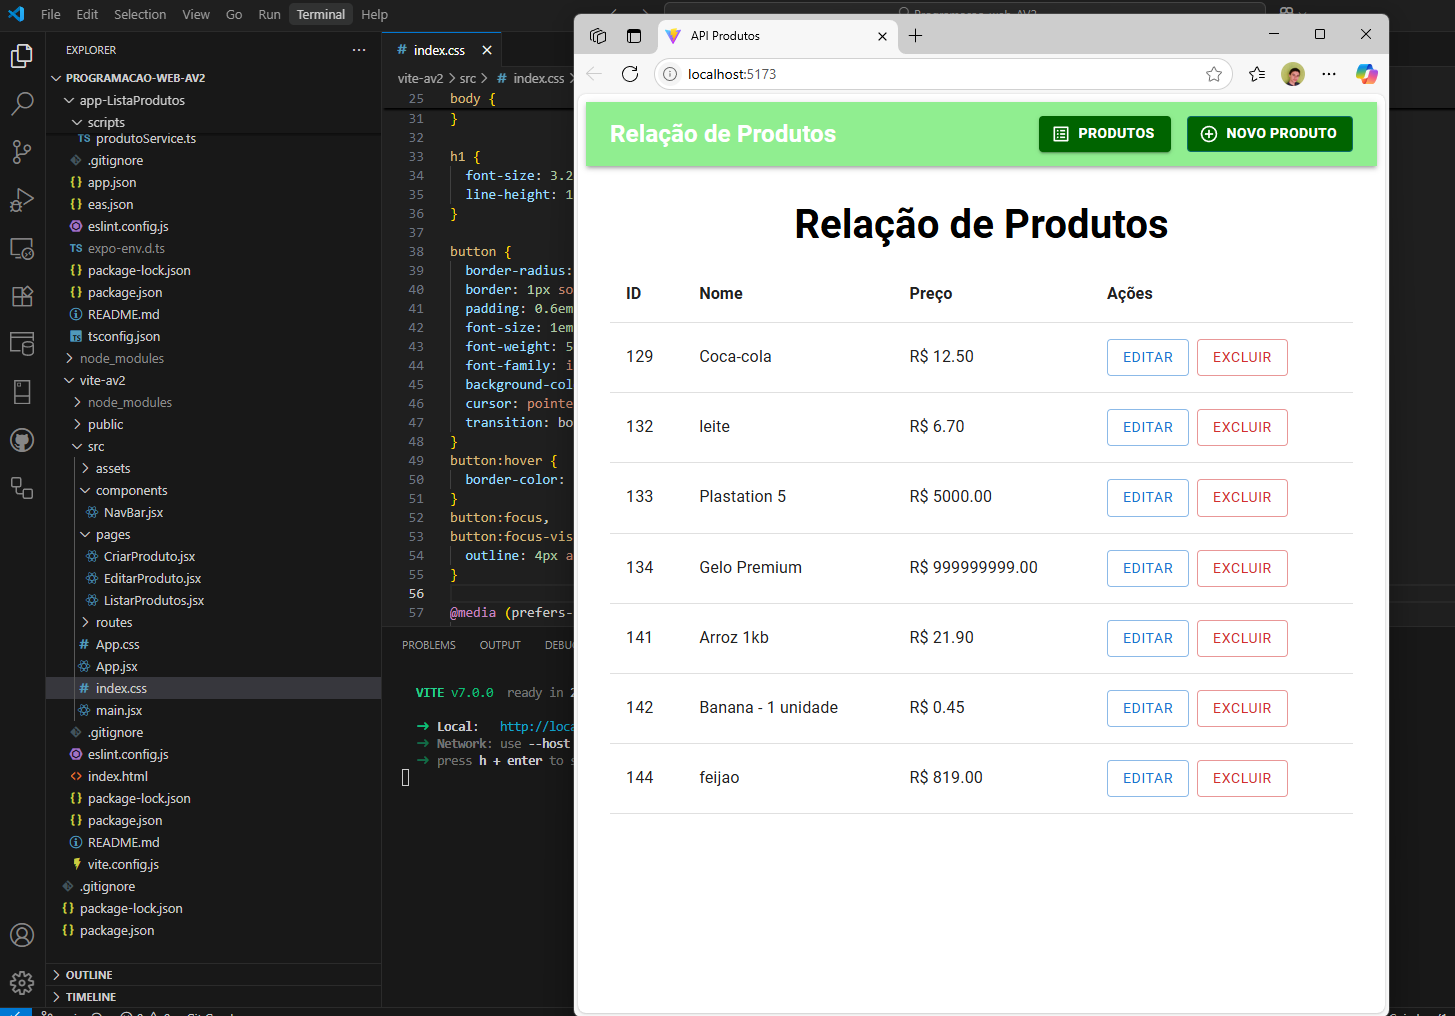 File Edit Selection View Go Run Terminal Help
EXPLORER
PROGRAMACAO-WEB-AV2
app-ListaProdutos
scripts
TS produtoService.ts
.gitignore
{} app.json
{} eas.json
eslint.config.js
TS expo-env.d.ts
{} package-lock.json
{} package.json
README.md
TS tsconfig.json
node_modules
vite-av2
node_modules
public
src
assets
components
NavBar.jsx
pages
CriarProduto.jsx
EditarProduto.jsx
ListarProdutos.jsx
routes
# App.css
App.jsx
# index.css
main.jsx
.gitignore
eslint.config.js
<> index.html
{} package-lock.json
{} package.json
README.md
vite.config.js
.gitignore
{} package-lock.json
{} package.json
OUTLINE
TIMELINE
# index.css
vite-av2 > src > # index.css
25 body {
31 }
32
33 h1 {
34 font-size: 3.2
35 line-height: 1
36 }
37
38 button {
39 border-radius:
40 border: 1px so
41 padding: 0.6em
42 font-size: 1em
43 font-weight: 5
44 font-family: i
45 background-col
46 cursor: pointe
47 transition: bo
48 }
49 button:hover {
50 border-color:
51 }
52 button:focus,
53 button:focus-vis
54 outline: 4px a
55 }
56
57 @media (prefers-
PROBLEMS OUTPUT DEBU
VITE v7.0.0 ready in 2
➜ Local: http://loca
➜ Network: use --host
➜ press h + enter to s
API Produtos
localhost:5173
Relação de Produtos
PRODUTOS
NOVO PRODUTO
Relação de Produtos
ID Nome Preço Ações
129 Coca-cola R$ 12.50 EDITAR EXCLUIR
132 leite R$ 6.70 EDITAR EXCLUIR
133 Plastation 5 R$ 5000.00 EDITAR EXCLUIR
134 Gelo Premium R$ 999999999.00 EDITAR EXCLUIR
141 Arroz 1kb R$ 21.90 EDITAR EXCLUIR
142 Banana - 1 unidade R$ 0.45 EDITAR EXCLUIR
144 feijao R$ 819.00 EDITAR EXCLUIR